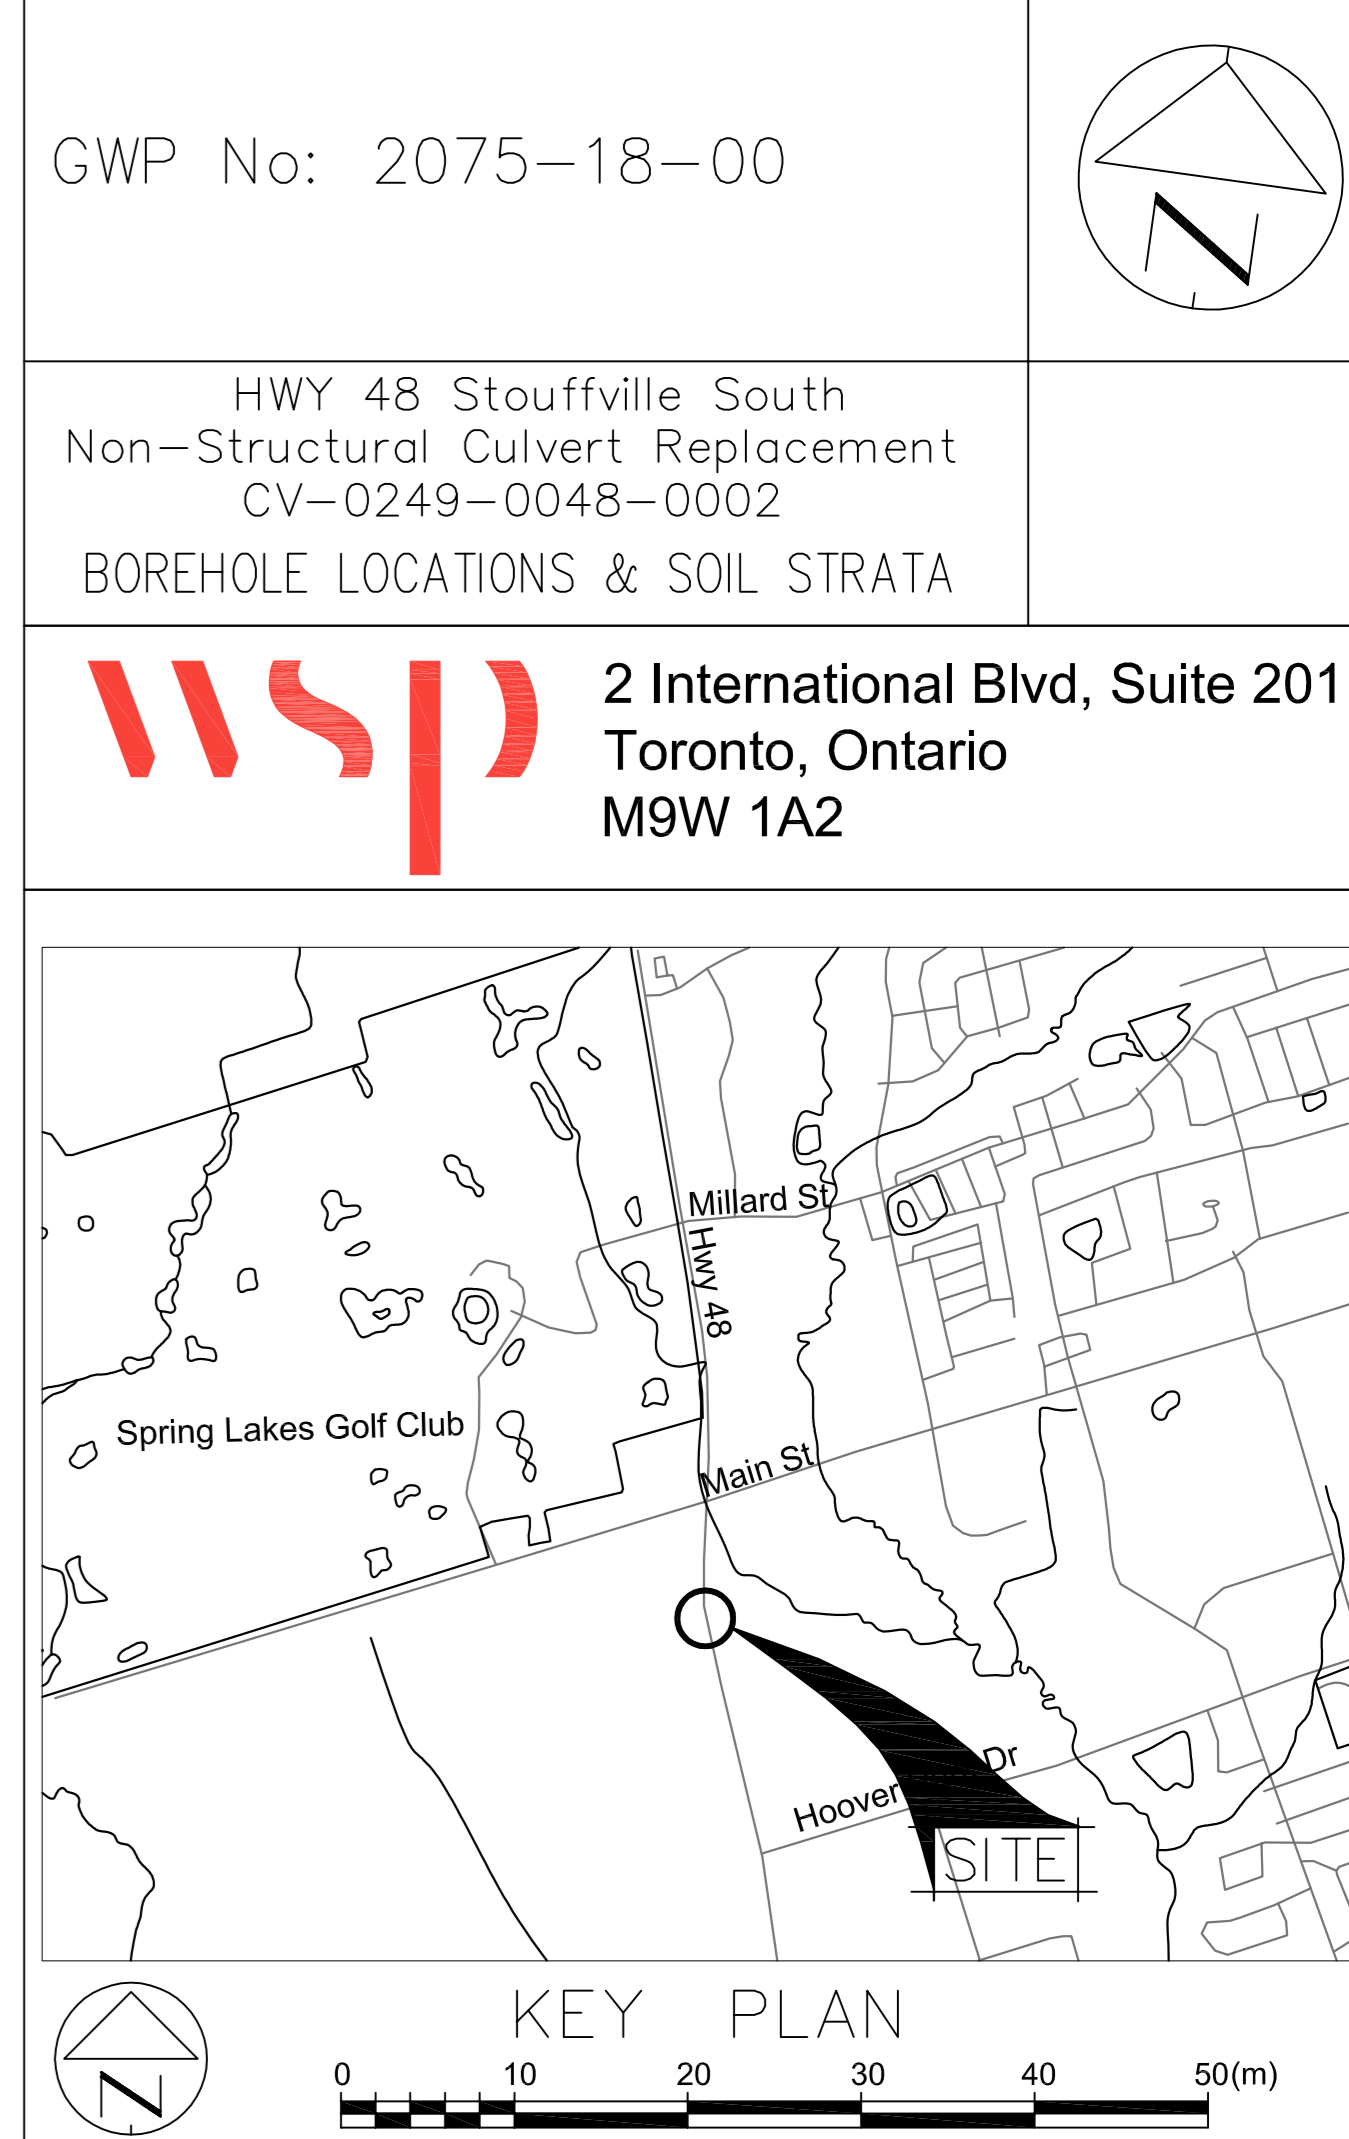 GWP No: 2075-18-00
N
HWY 48 Stouffville South
Non-Structural Culvert Replacement
CV-0249-0048-0002
BOREHOLE LOCATIONS & SOIL STRATA
wsp
2 International Blvd, Suite 201
Toronto, Ontario
M9W 1A2
Millard St
Hwy 48
Spring Lakes Golf Club
Main St
Hoover
Dr
SITE
KEY PLAN
N
0 10 20 30 40 50(m)